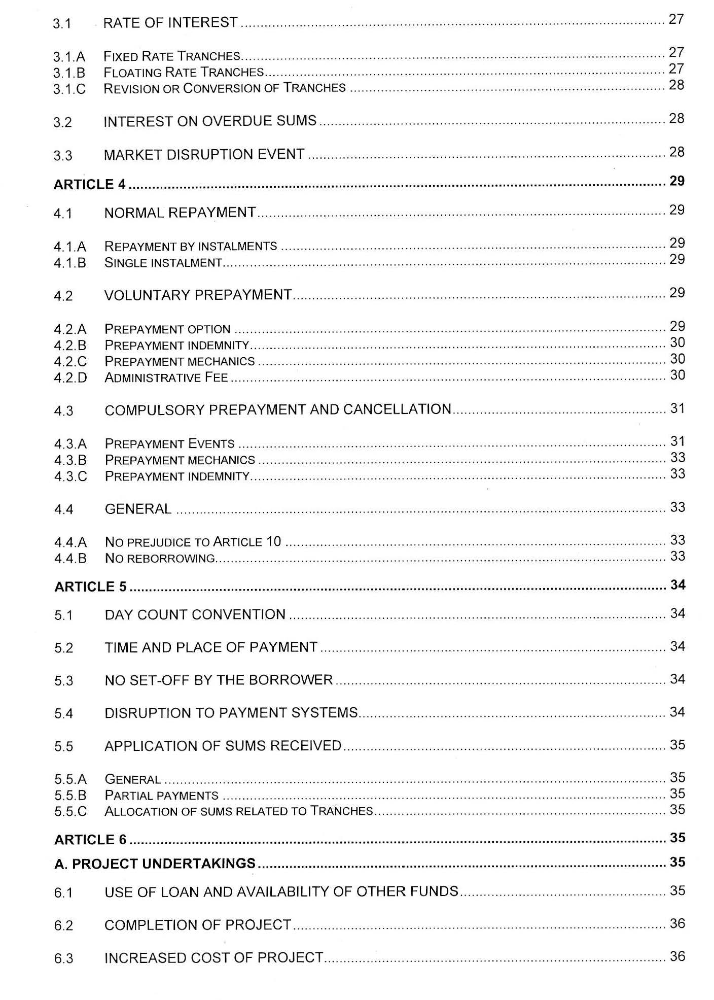 3.1 RATE OF INTEREST 27
3.1.A FIXED RATE TRANCHES 27
3.1.B FLOATING RATE TRANCHES 27
3.1.C REVISION OR CONVERSION OF TRANCHES 28
3.2 INTEREST ON OVERDUE SUMS 28
3.3 MARKET DISRUPTION EVENT 28
ARTICLE 4 29
4.1 NORMAL REPAYMENT 29
4.1.A REPAYMENT BY INSTALMENTS 29
4.1.B SINGLE INSTALMENT 29
4.2 VOLUNTARY PREPAYMENT 29
4.2.A PREPAYMENT OPTION 29
4.2.B PREPAYMENT INDEMNITY 30
4.2.C PREPAYMENT MECHANICS 30
4.2.D ADMINISTRATIVE FEE 30
4.3 COMPULSORY PREPAYMENT AND CANCELLATION 31
4.3.A PREPAYMENT EVENTS 31
4.3.B PREPAYMENT MECHANICS 33
4.3.C PREPAYMENT INDEMNITY 33
4.4 GENERAL 33
4.4.A NO PREJUDICE TO ARTICLE 10 33
4.4.B NO REBORROWING 33
ARTICLE 5 34
5.1 DAY COUNT CONVENTION 34
5.2 TIME AND PLACE OF PAYMENT 34
5.3 NO SET-OFF BY THE BORROWER 34
5.4 DISRUPTION TO PAYMENT SYSTEMS 34
5.5 APPLICATION OF SUMS RECEIVED 35
5.5.A GENERAL 35
5.5.B PARTIAL PAYMENTS 35
5.5.C ALLOCATION OF SUMS RELATED TO TRANCHES 35
ARTICLE 6 35
A. PROJECT UNDERTAKINGS 35
6.1 USE OF LOAN AND AVAILABILITY OF OTHER FUNDS 35
6.2 COMPLETION OF PROJECT 36
6.3 INCREASED COST OF PROJECT 36